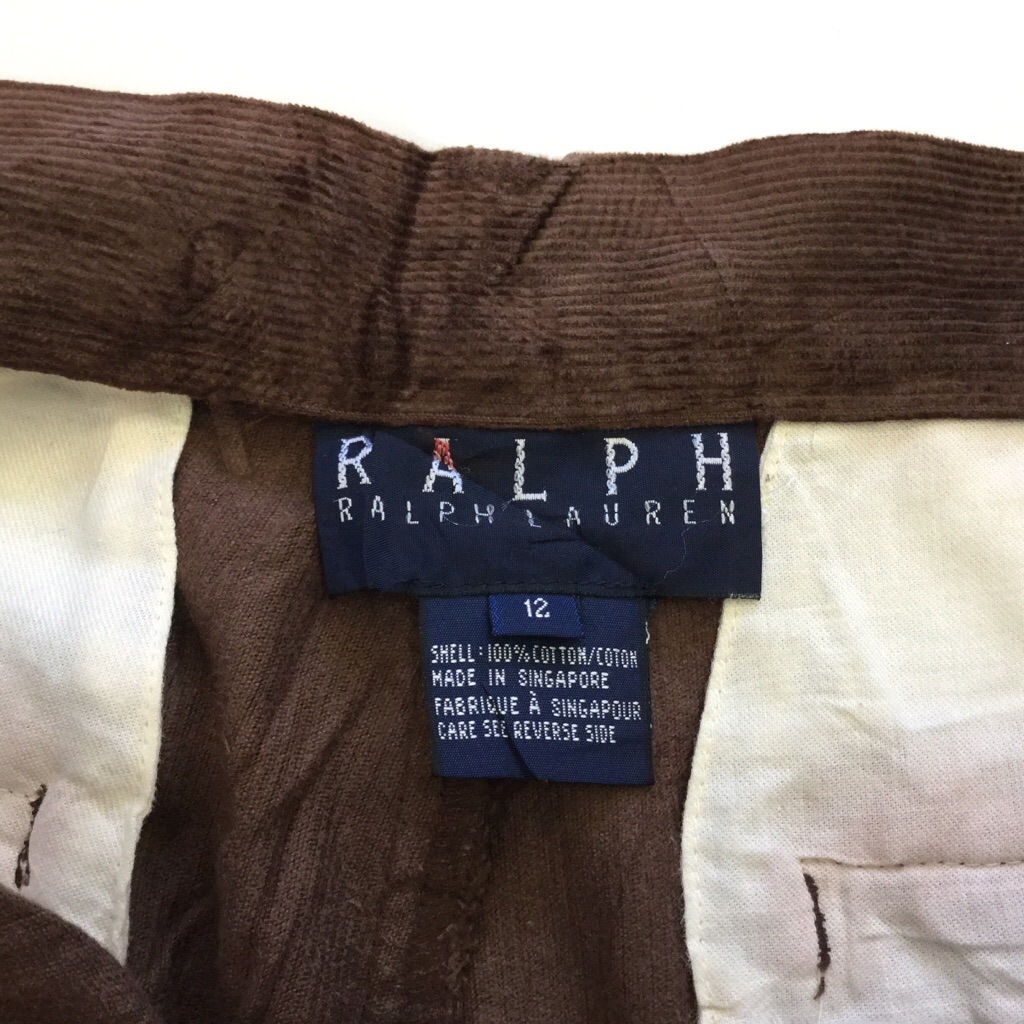 RALPH
RALPH LAUREN
12
SHELL: 100% COTTON/COTON
MADE IN SINGAPORE
FABRIQUE À SINGAPOUR
CARE SEE REVERSE SIDE